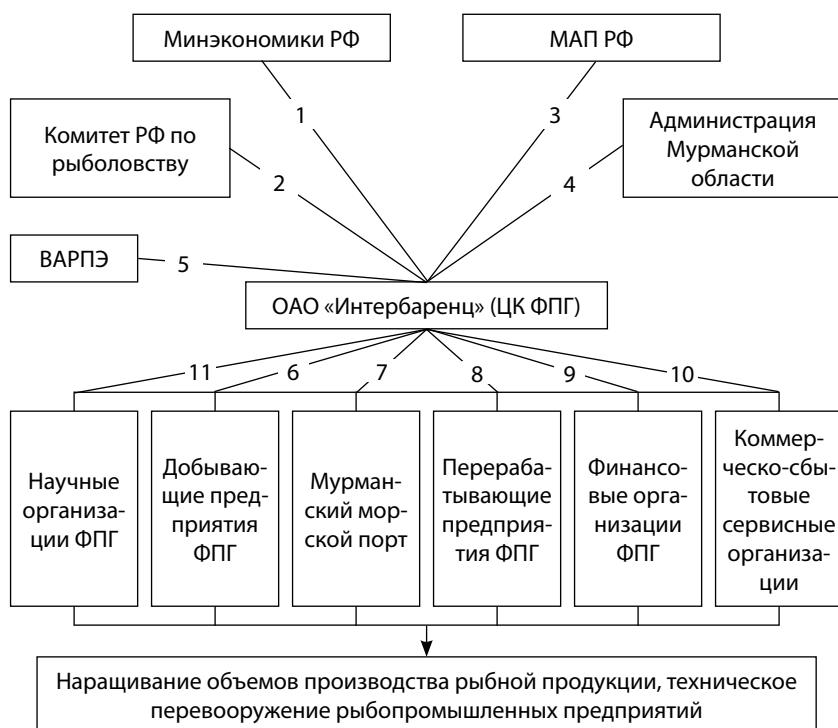 Минэкономики РФ
МАП РФ
1
3
Комитет РФ по
рыболовству
Администрация
Мурманской
области
2
4
ВАРПЭ
5
ОАО «Интербаренц» (ЦК ФПГ)
11
6
7
8
9
10
Научные
организа-
ции ФПГ
Добываю-
щие пред-
приятия
ФПГ
Мурман-
ский мор-
ской порт
Перераба-
тывающие
предприя-
тия ФПГ
Финансо-
вые орга-
низации
ФПГ
Коммер-
ческо-сбы-
товые
сервисные
организа-
ции
Наращивание объемов производства рыбной продукции, техническое
перевооружение рыбопромышленных предприятий